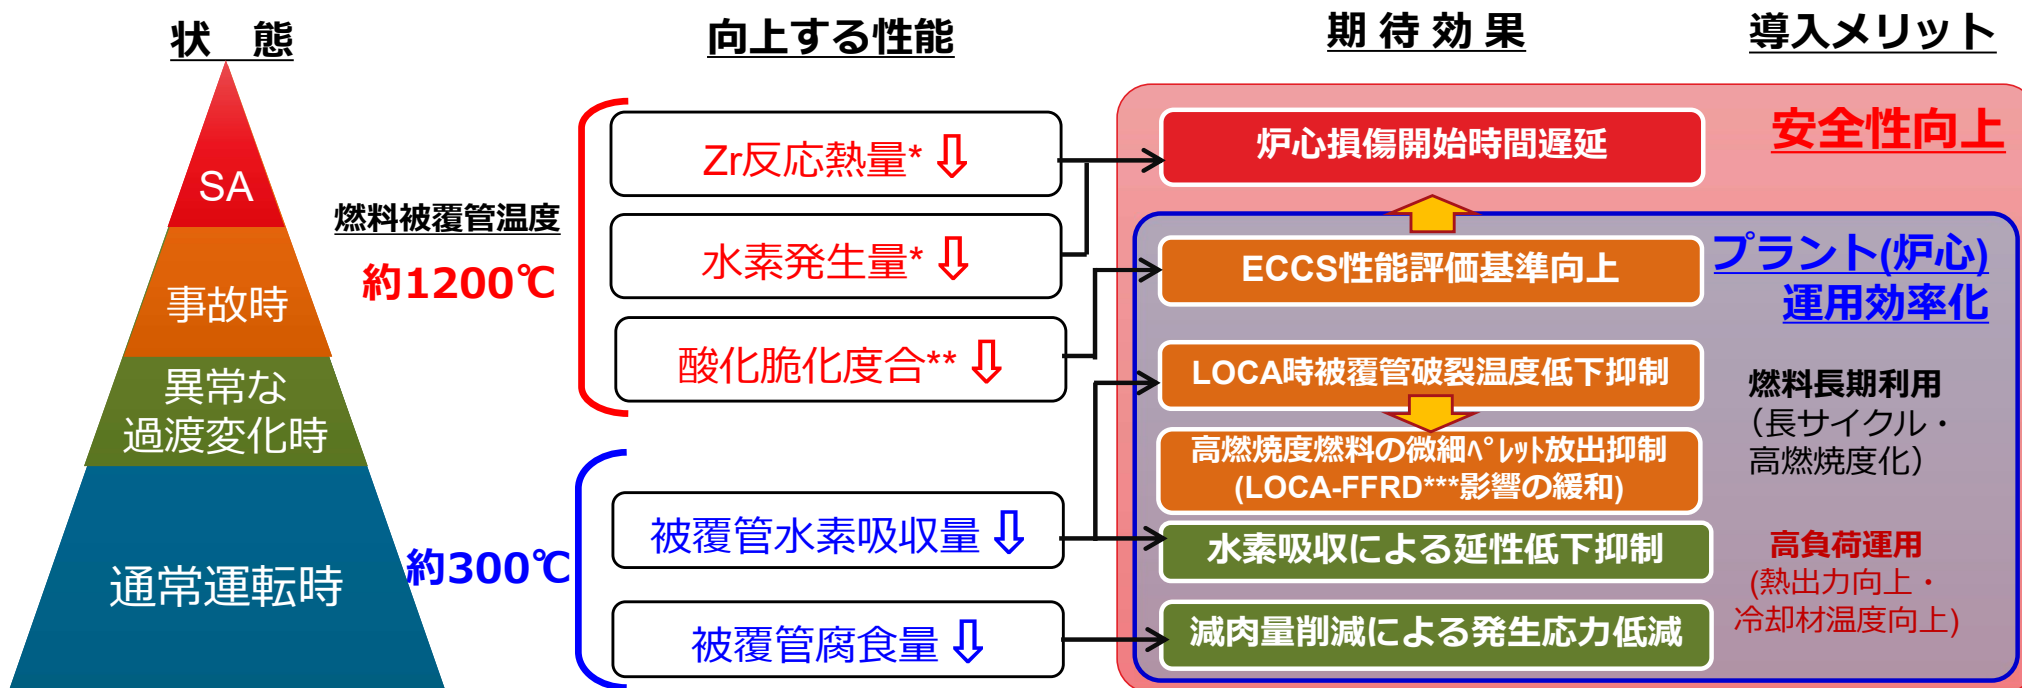 状　態
向上する性能
期 待 効 果
導入メリット
SA
事故時
異常な
過渡変化時
通常運転時
燃料被覆管温度
約1200℃
約300℃
Zr反応熱量* ⇩
水素発生量* ⇩
酸化脆化度合** ⇩
被覆管水素吸収量 ⇩
被覆管腐食量 ⇩
炉心損傷開始時間遅延
ECCS性能評価基準向上
LOCA時被覆管破裂温度低下抑制
高燃焼度燃料の微細ﾍﾟﾚｯﾄ放出抑制
(LOCA-FFRD***影響の緩和)
水素吸収による延性低下抑制
減肉量削減による発生応力低減
安全性向上
プラント(炉心)
運用効率化
燃料長期利用
（長サイクル・
高燃焼度化）
高負荷運用
(熱出力向上・
冷却材温度向上)